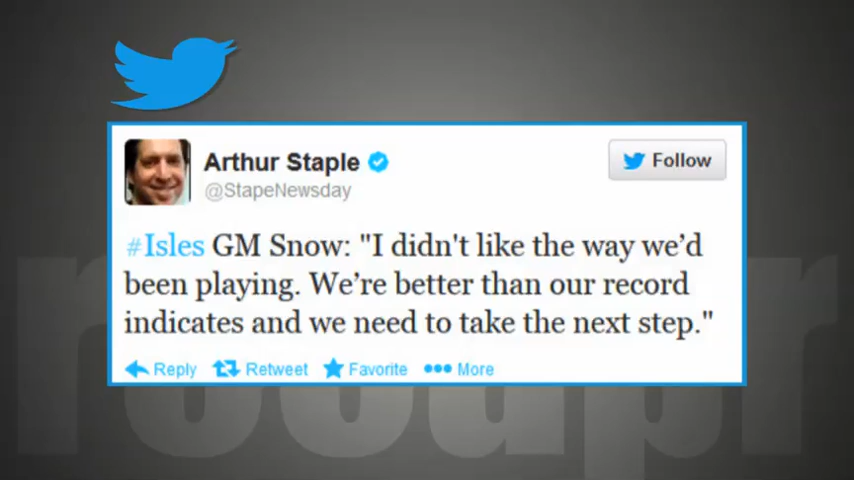 Arthur Staple
@StapeNewsday
Follow
#Isles GM Snow: "I didn't like the way we’d
been playing. We’re better than our record
indicates and we need to take the next step."
Reply Retweet Favorite More